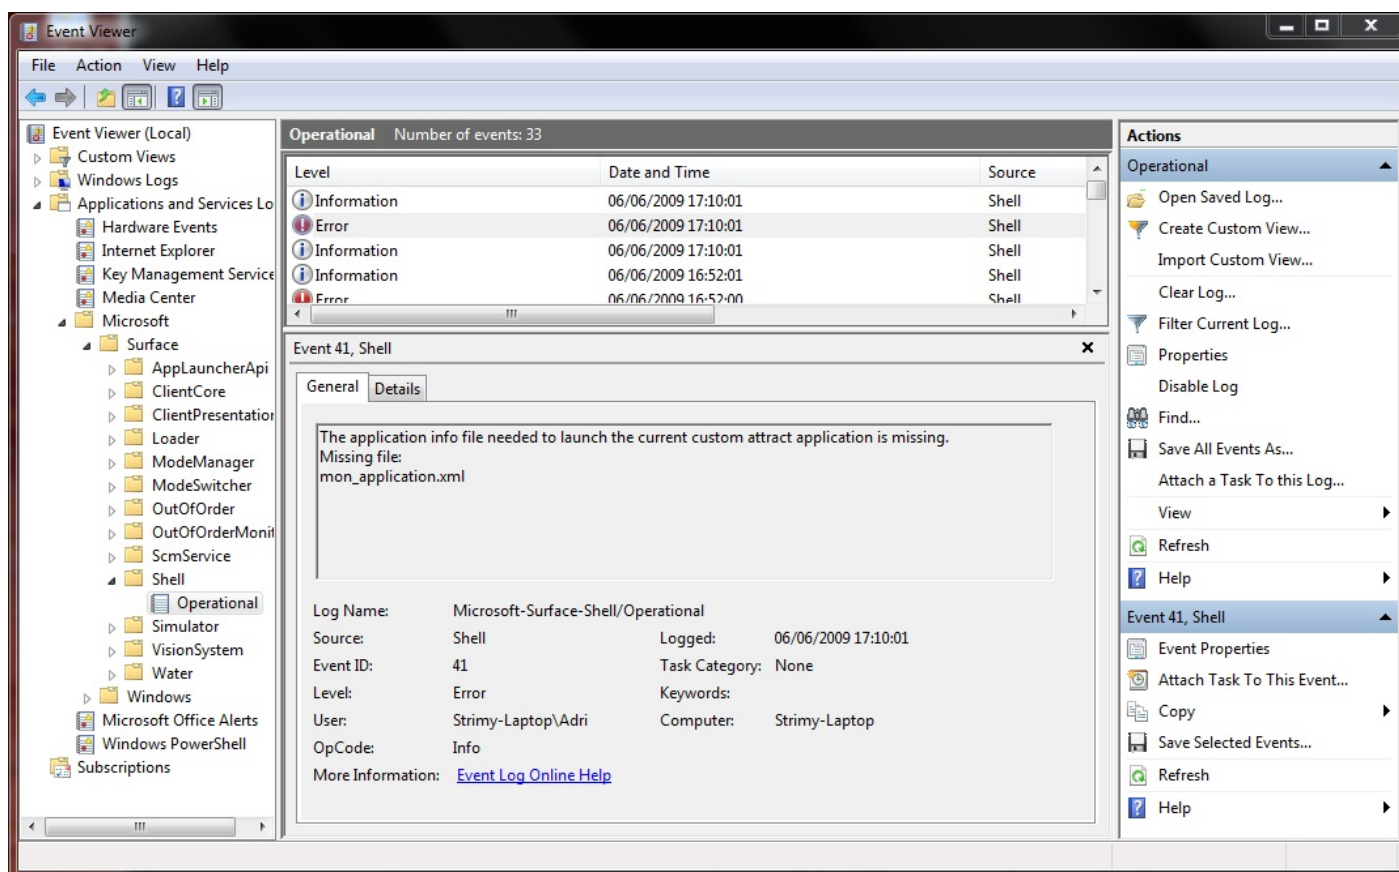 Event Viewer
File Action View Help
Event Viewer (Local)
Custom Views
Windows Logs
Applications and Services Lo
Hardware Events
Internet Explorer
Key Management Service
Media Center
Microsoft
Surface
AppLauncherApi
ClientCore
ClientPresentation
Loader
ModeManager
ModeSwitcher
OutOfOrder
OutOfOrderMonit
ScmService
Shell
Operational
Simulator
VisionSystem
Water
Windows
Microsoft Office Alerts
Windows PowerShell
Subscriptions
Operational Number of events: 33
Level Date and Time Source
Information 06/06/2009 17:10:01 Shell
Error 06/06/2009 17:10:01 Shell
Information 06/06/2009 17:10:01 Shell
Information 06/06/2009 16:52:01 Shell
Error 06/06/2009 16:52:00 Shell
Event 41, Shell
General Details
The application info file needed to launch the current custom attract application is missing.
Missing file:
mon_application.xml
Log Name: Microsoft-Surface-Shell/Operational
Source: Shell Logged: 06/06/2009 17:10:01
Event ID: 41 Task Category: None
Level: Error Keywords:
User: Strimy-Laptop\Adri Computer: Strimy-Laptop
OpCode: Info
More Information: Event Log Online Help
Actions
Operational
Open Saved Log...
Create Custom View...
Import Custom View...
Clear Log...
Filter Current Log...
Properties
Disable Log
Find...
Save All Events As...
Attach a Task To this Log...
View
Refresh
Help
Event 41, Shell
Event Properties
Attach Task To This Event...
Copy
Save Selected Events...
Refresh
Help